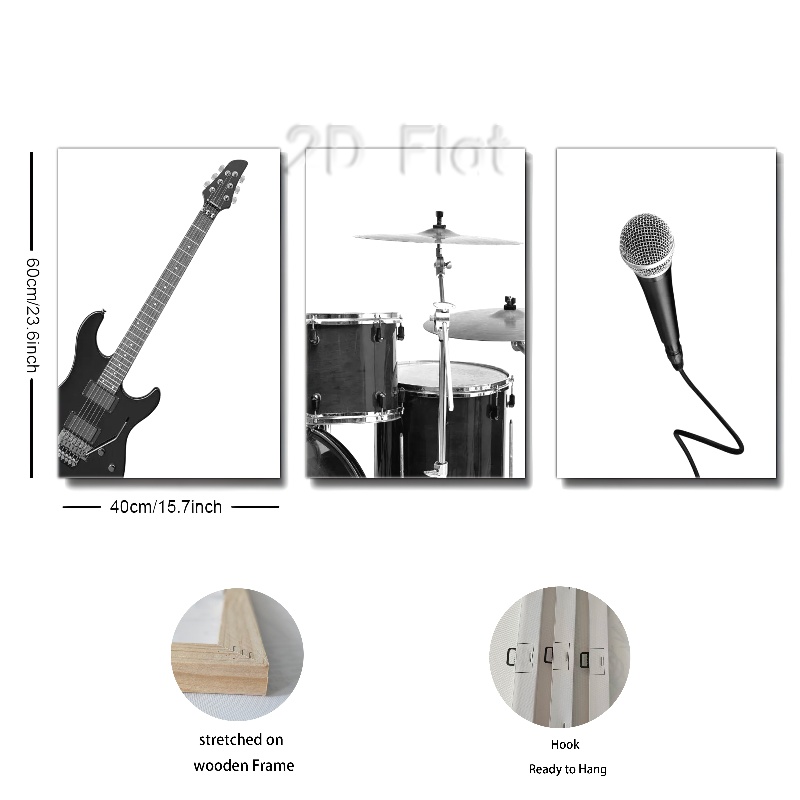 2D Flat
60cm/23.6inch
40cm/15.7inch
stretched on
wooden Frame
Hook
Ready to Hang